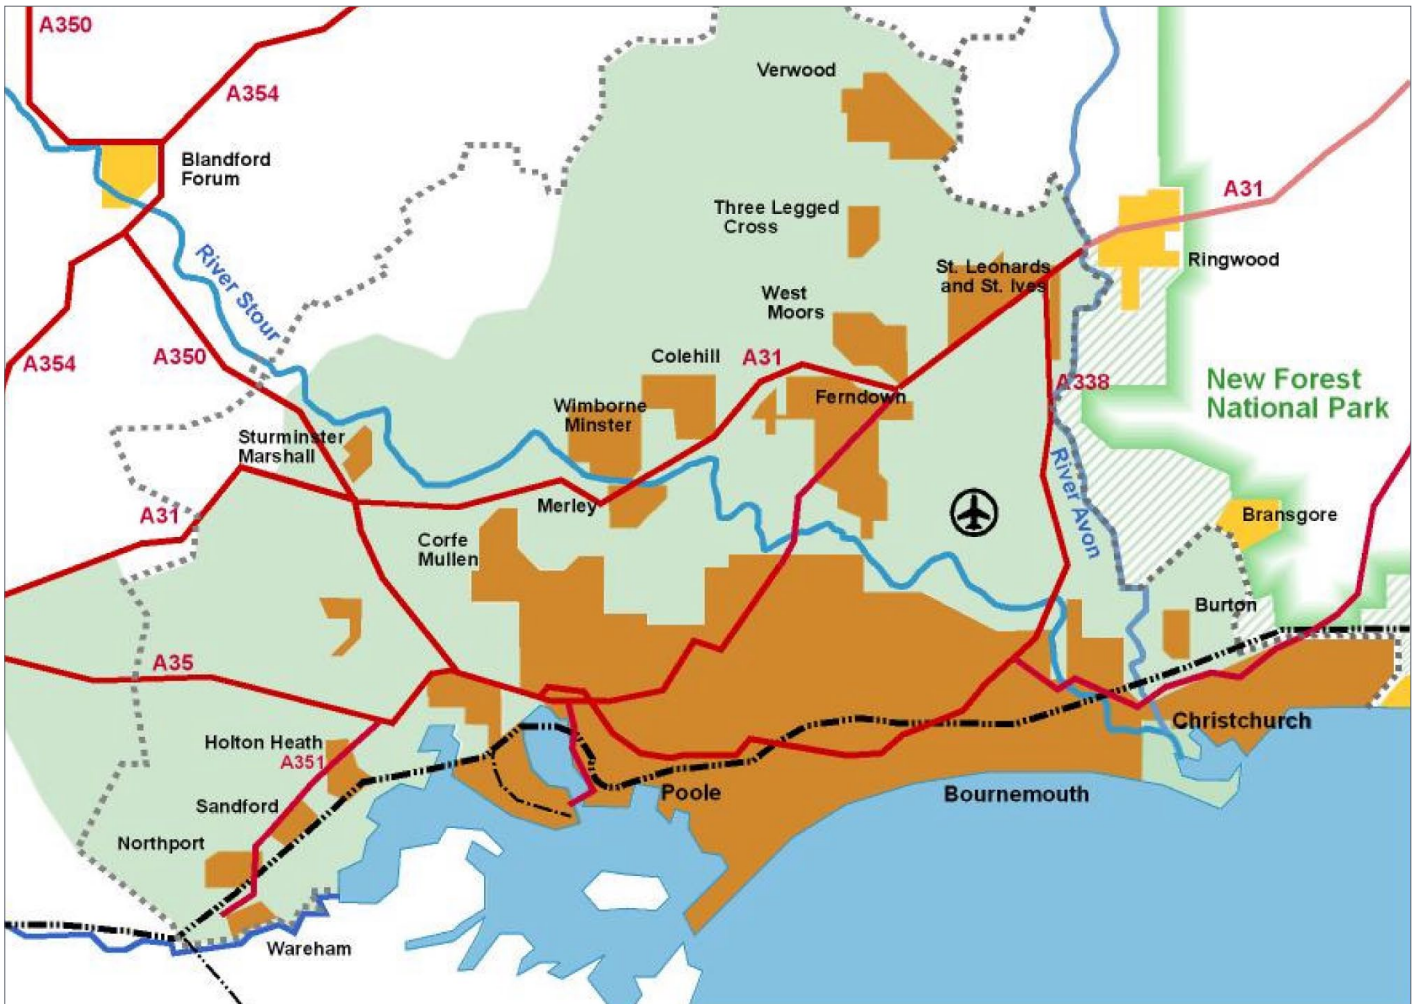 A350
A354
Verwood
Blandford
Forum
A31
Three Legged
Cross
River Stour
St. Leonards
and St. Ives
Ringwood
West
Moors
A354
A350
Colehill
A31
A338
New Forest
National Park
Ferndown
Wimborne
Minster
Sturminster
Marshall
River Avon
Merley
A31
Bransgore
Corfe
Mullen
Burton
A35
Christchurch
Holton Heath
A351
Poole
Bournemouth
Sandford
Northport
Wareham